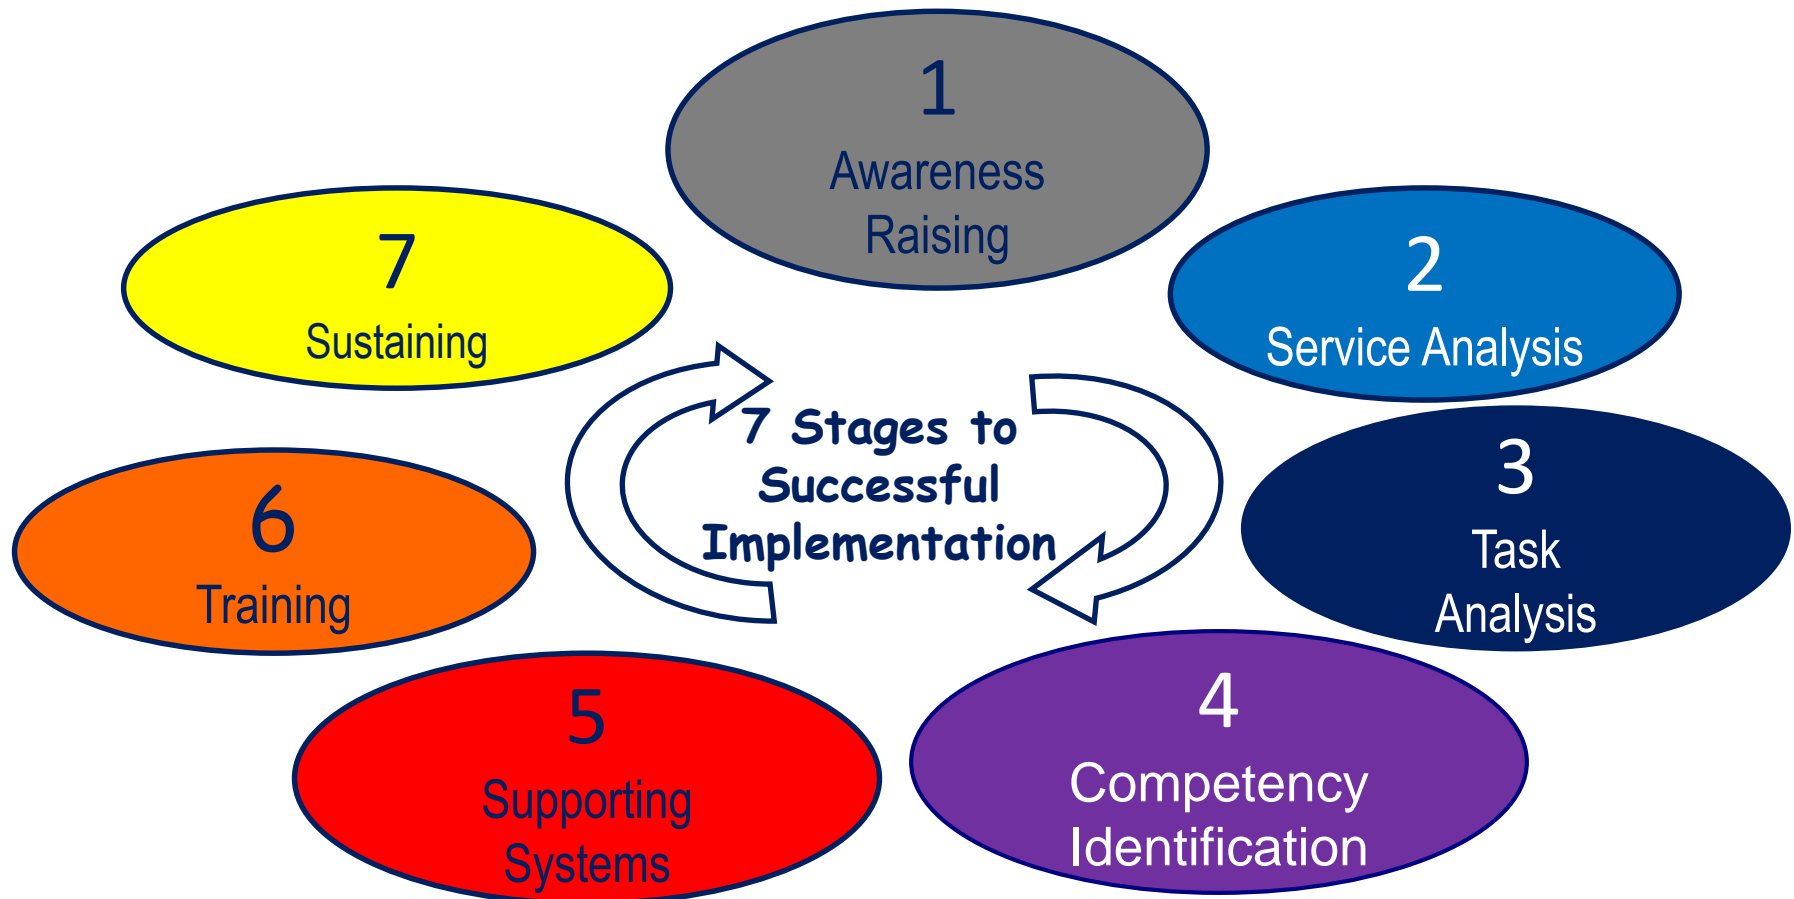 1
Awareness
Raising
2
Service Analysis
3
Task
Analysis
4
Competency
Identification
5
Supporting
Systems
6
Training
7
Sustaining
7 Stages to
Successful
Implementation